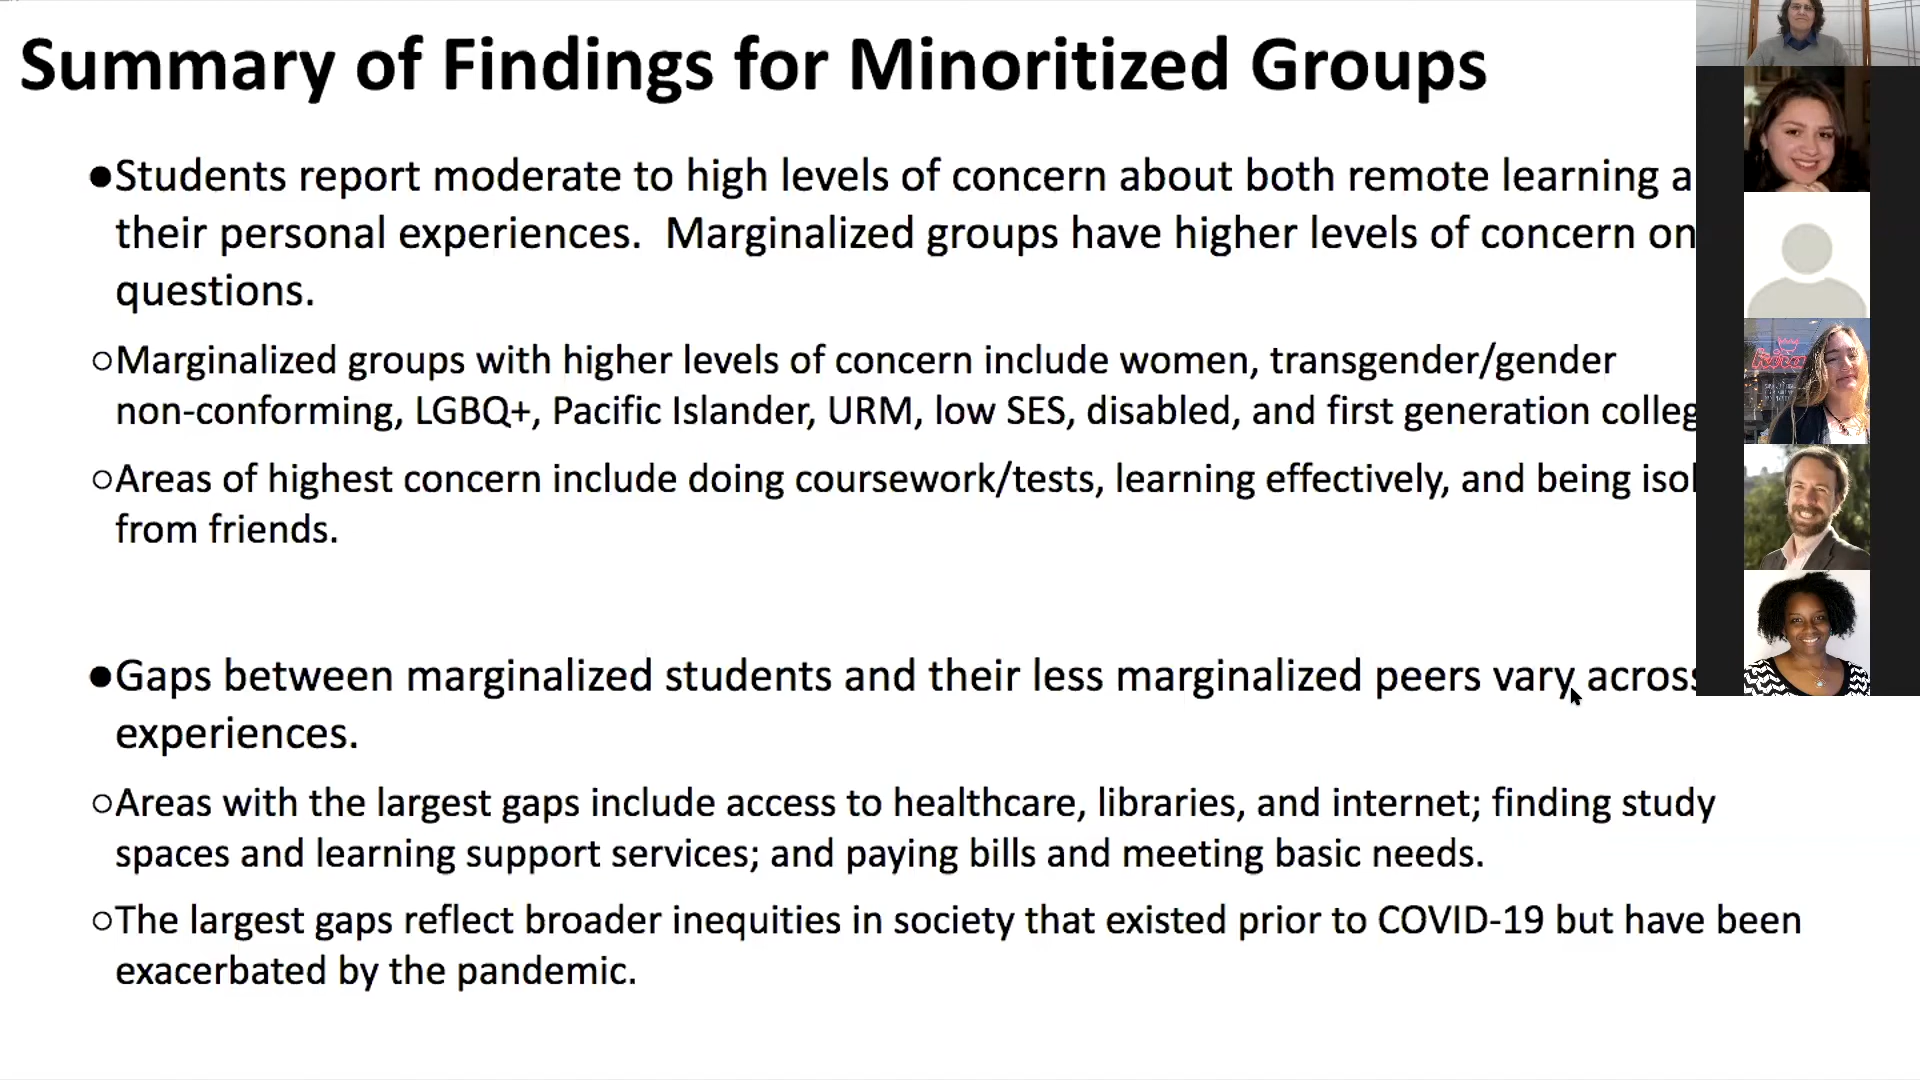 Summary of Findings for Minoritized Groups
●Students report moderate to high levels of concern about both remote learning a
their personal experiences. Marginalized groups have higher levels of concern on
questions.
○Marginalized groups with higher levels of concern include women, transgender/gender
non-conforming, LGBQ+, Pacific Islander, URM, low SES, disabled, and first generation colleg
○Areas of highest concern include doing coursework/tests, learning effectively, and being isol
from friends.
●Gaps between marginalized students and their less marginalized peers vary across
experiences.
○Areas with the largest gaps include access to healthcare, libraries, and internet; finding study
spaces and learning support services; and paying bills and meeting basic needs.
○The largest gaps reflect broader inequities in society that existed prior to COVID-19 but have been
exacerbated by the pandemic.